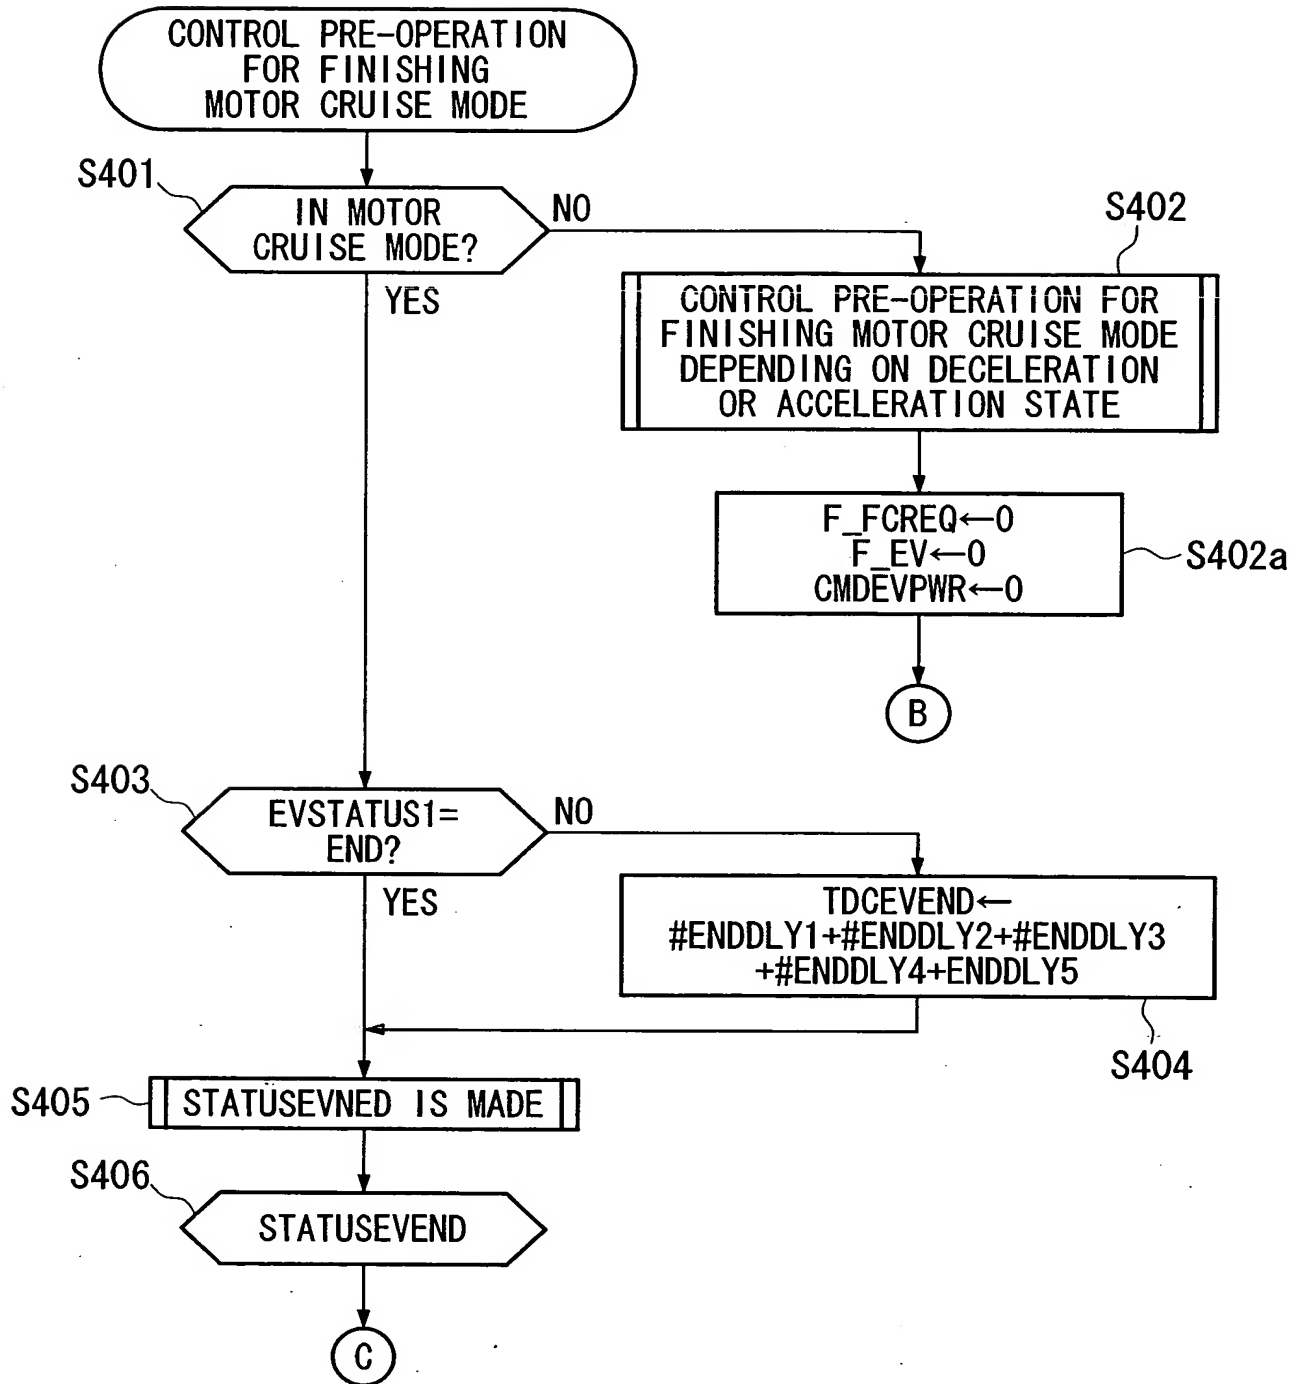 CONTROL PRE-OPERATION
FOR FINISHING
MOTOR CRUISE MODE
S401
IN MOTOR
CRUISE MODE?
NO
YES
S402
CONTROL PRE-OPERATION FOR
FINISHING MOTOR CRUISE MODE
DEPENDING ON DECELERATION
OR ACCELERATION STATE
F_FCREQ←0
F_EV←0
CMDEVPWR←0
S402a
B
S403
EVSTATUS1=
END?
NO
YES
TDCEVEND←
#ENDDLY1+#ENDDLY2+#ENDDLY3
+#ENDDLY4+ENDDLY5
S404
S405
STATUSEVNED IS MADE
S406
STATUSEVEND
C